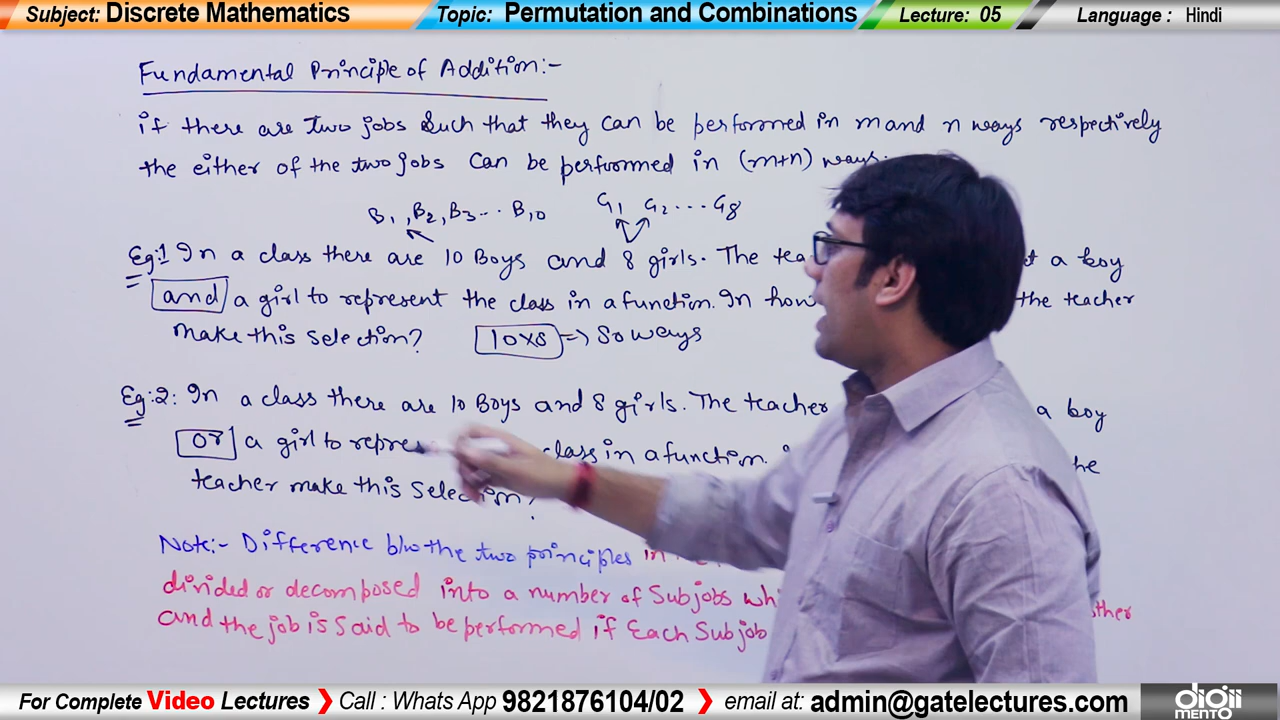 Subject: Discrete Mathematics Topic: Permutation and Combinations Lecture: 05 Language : Hindi
Fundamental Principle of Addition:-
if there are two jobs Such that they can be performed in m and n ways respectively
the either of the two jobs Can be performed in (m+n) ways.
B1, B2, B3... B10 G1 G2 ... G8
Eg:1 In a class there are 10 Boys and 8 girls. The a boy
and a girl to represent the class in a function. In the teacher
make this selection? 10x8 => 80 ways
Eg:2: In a class there are 10 Boys and 8 girls. The teacher a boy
Or a girl to class in a function.
teacher make this Selection?
Note:- Difference b/w the two principles in
divided or decomposed into a number of Subjobs
and the job is Said to be performed if Each Subjob
For Complete Video Lectures ❯ Call : Whats App 9821876104/02 ❯ email at: admin@gatelectures.com
digii
MENTO